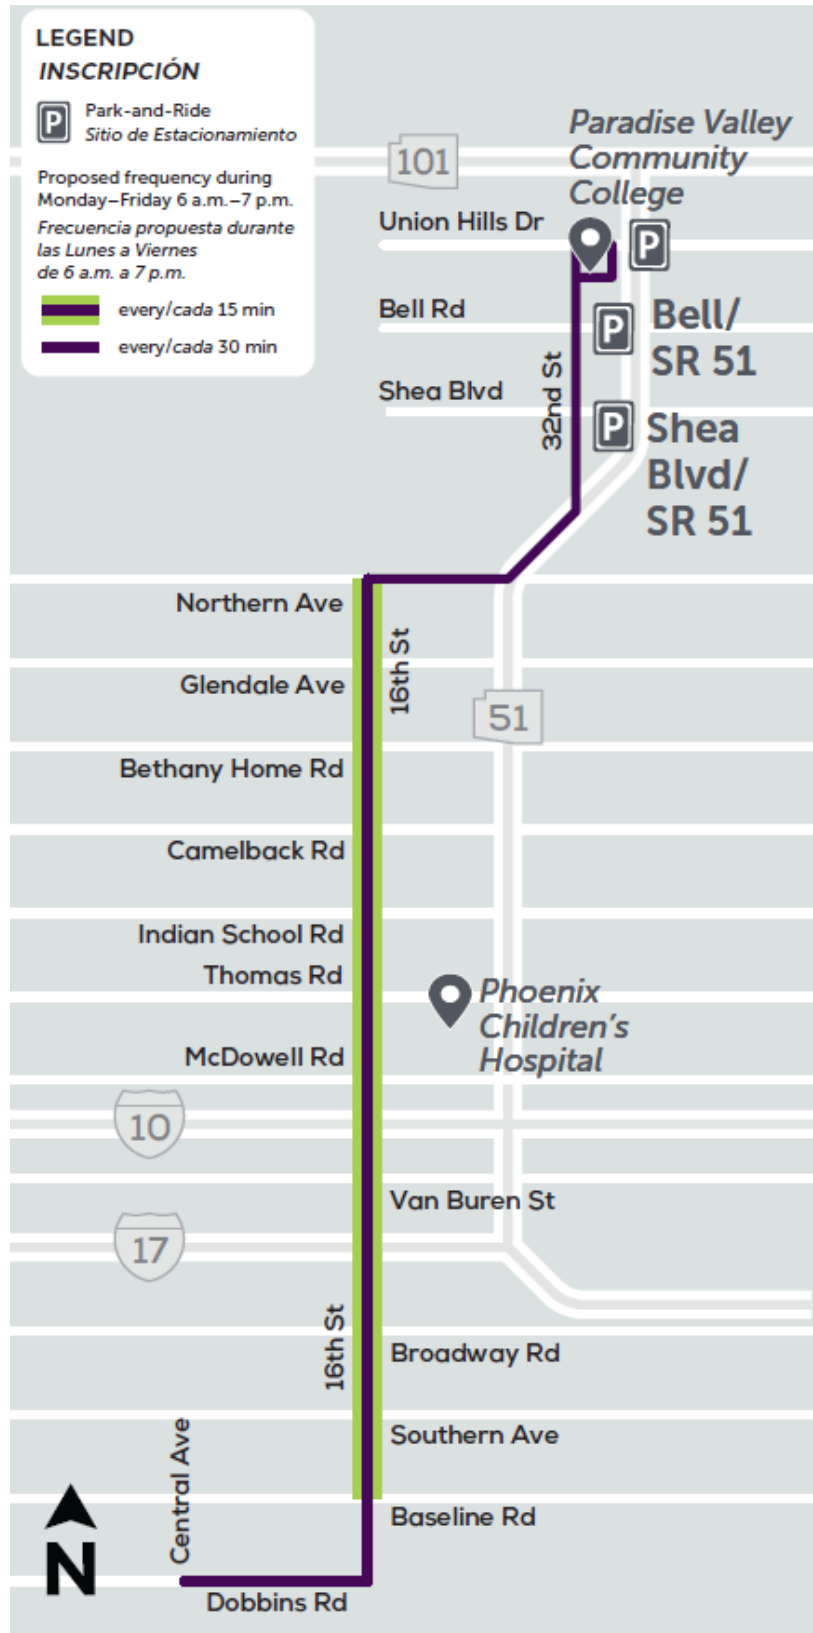 LEGEND
INSCRIPCIÓN
P
Park-and-Ride
Sitio de Estacionamiento
Proposed frequency during
Monday–Friday 6 a.m.–7 p.m.
Frecuencia propuesta durante
las Lunes a Viernes
de 6 a.m. a 7 p.m.
every/cada 15 min
every/cada 30 min
101
Paradise Valley
Community
College
Union Hills Dr
P
Bell Rd
P
Bell/
SR 51
32nd St
Shea Blvd
P
Shea
Blvd/
SR 51
Northern Ave
16th St
Glendale Ave
51
Bethany Home Rd
Camelback Rd
Indian School Rd
Thomas Rd
Phoenix
Children's
Hospital
McDowell Rd
10
Van Buren St
17
16th St
Broadway Rd
Southern Ave
Central Ave
Baseline Rd
N
Dobbins Rd